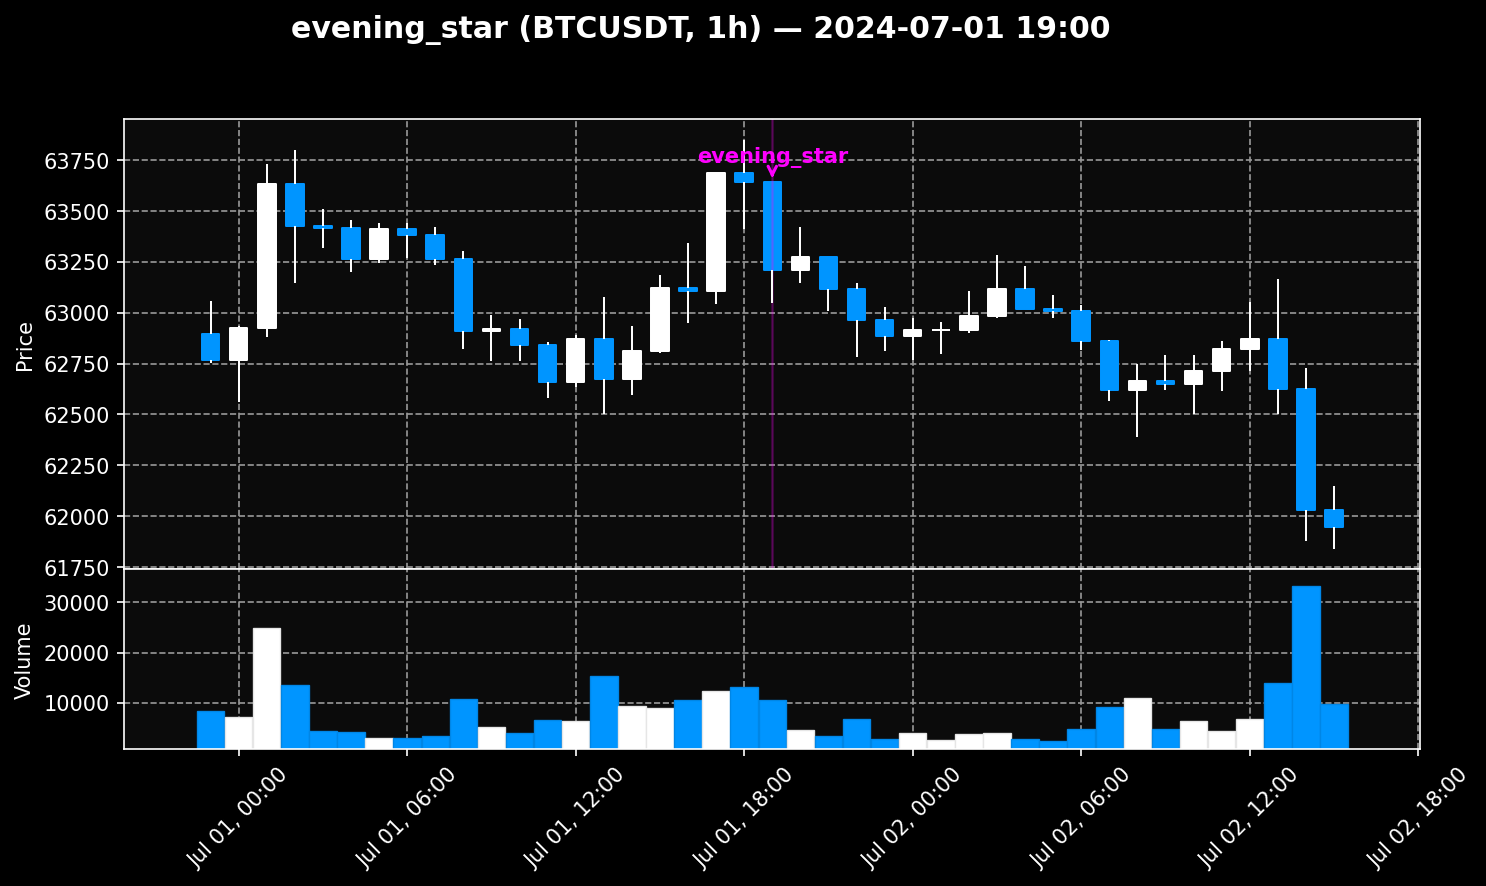 evening_star (BTCUSDT, 1h) — 2024-07-01 19:00
evening_star
Price
63750
63500
63250
63000
62750
62500
62250
62000
61750
Volume
30000
20000
10000
Jul 01, 00:00
Jul 01, 06:00
Jul 01, 12:00
Jul 01, 18:00
Jul 02, 00:00
Jul 02, 06:00
Jul 02, 12:00
Jul 02, 18:00